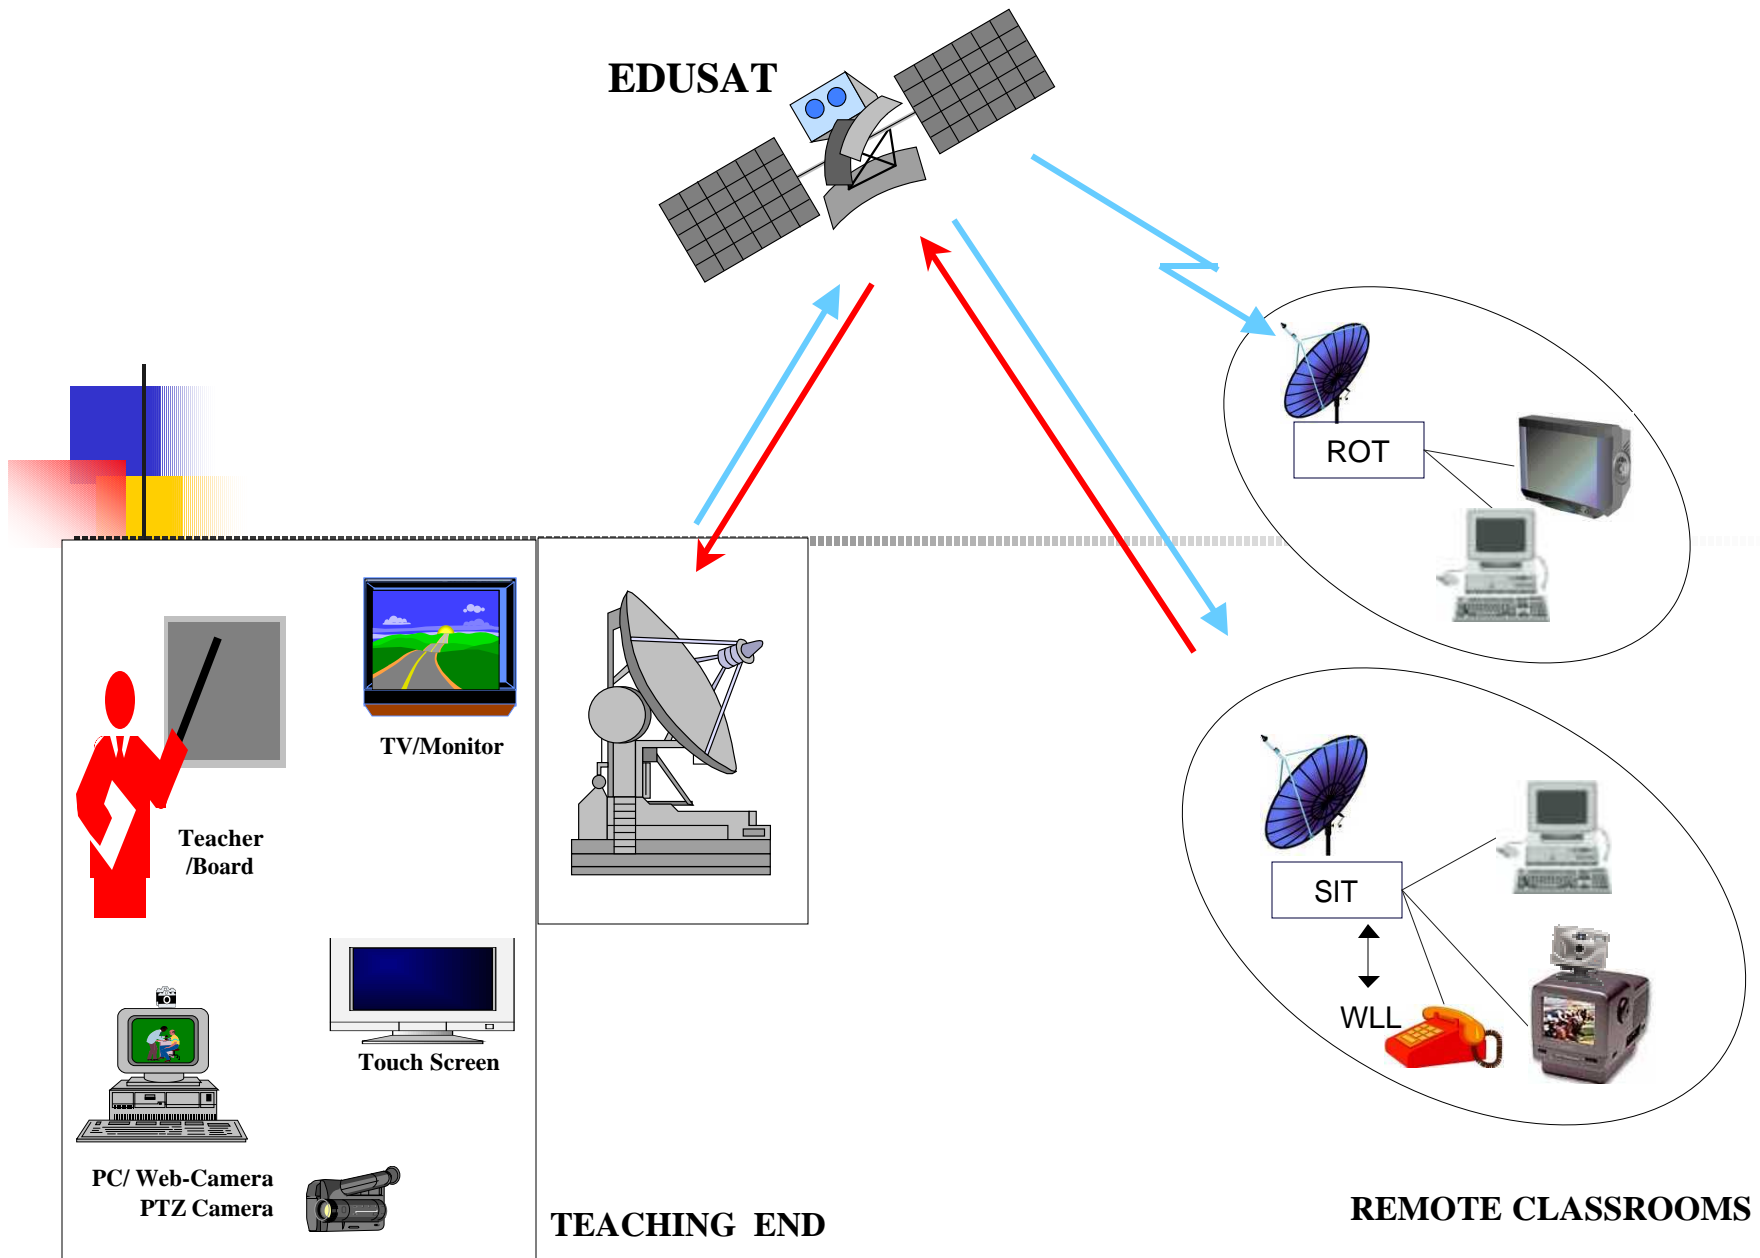 EDUSAT
ROT
TV/Monitor
Teacher
/Board
SIT
WLL
Touch Screen
PC/ Web-Camera
PTZ Camera
TEACHING END
REMOTE CLASSROOMS